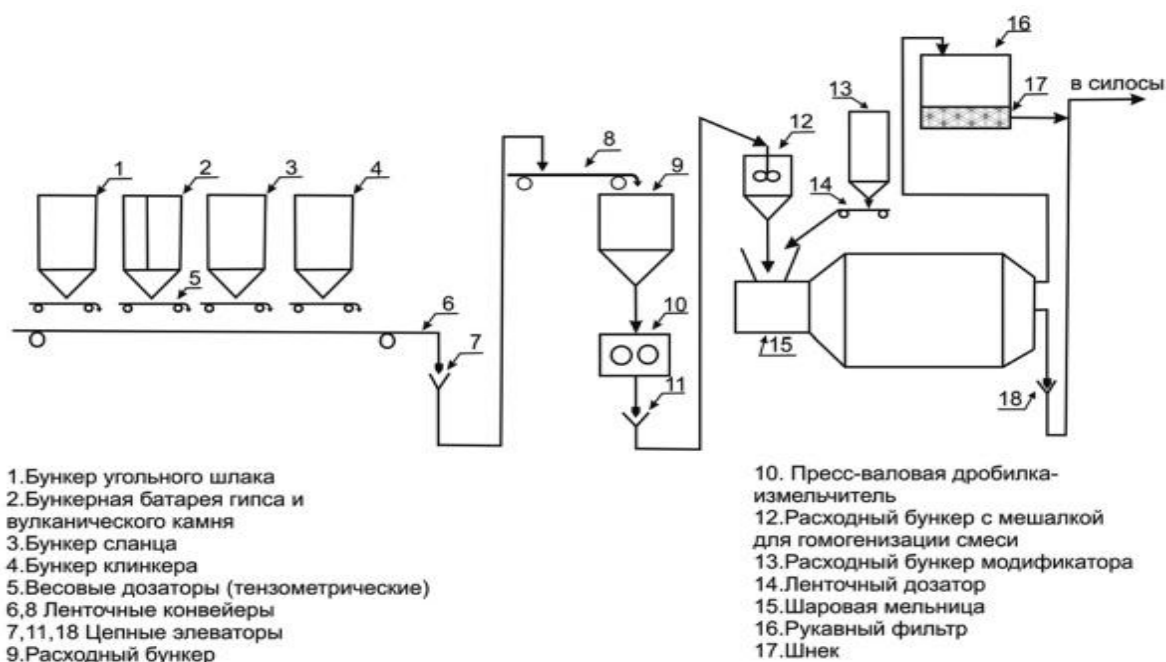 16
17
в силосы
13
12
8
1
2
3
4
9
14
5
6
10
7
15
11
18
1.Бункер угольного шлака
2.Бункерная батарея гипса и
вулканического камня
3.Бункер сланца
4.Бункер клинкера
5.Весовые дозаторы (тензометрические)
6,8 Ленточные конвейеры
7,11,18 Цепные элеваторы
9.Расходный бункер
10. Пресс-валовая дробилка-
измельчитель
12.Расходный бункер с мешалкой
для гомогенизации смеси
13.Расходный бункер модификатора
14.Ленточный дозатор
15.Шаровая мельница
16.Рукавный фильтр
17.Шнек